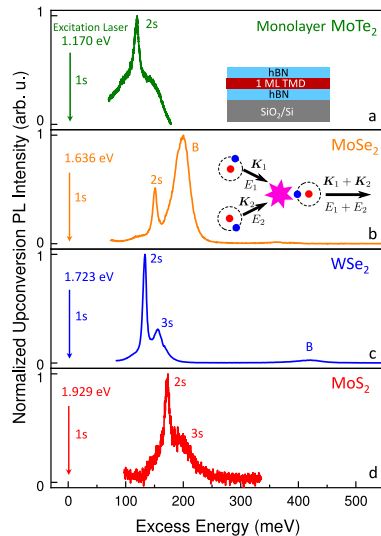 Normalized Upconversion PL Intensity (arb. u.)
1
0
Excitation Laser
1.170 eV
1s
2s
Monolayer MoTe₂
hBN
1 ML TMD
hBN
SiO₂/Si
a
1
0
1.636 eV
1s
2s
B
MoSe₂
K₁
E₁
K₂
E₂
K₁ + K₂
E₁ + E₂
b
1
0
1.723 eV
1s
2s
3s
B
WSe₂
c
1
0
1.929 eV
1s
2s
3s
MoS₂
d
0 100 200 300 400 500
Excess Energy (meV)